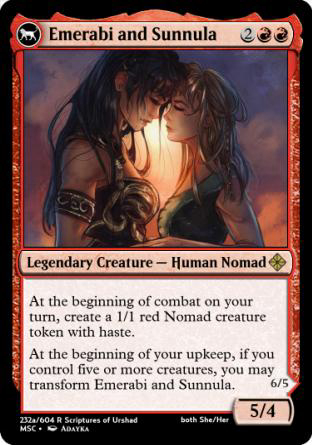 Emerabi and Sunnula 2
Legendary Creature — Human Nomad
At the beginning of combat on your
turn, create a 1/1 red Nomad creature
token with haste.
At the beginning of your upkeep, if you
control five or more creatures, you may
transform Emerabi and Sunnula.
6/5
5/4
232a/604 R Scriptures of Urshad both She/Her
MSC • Adayka